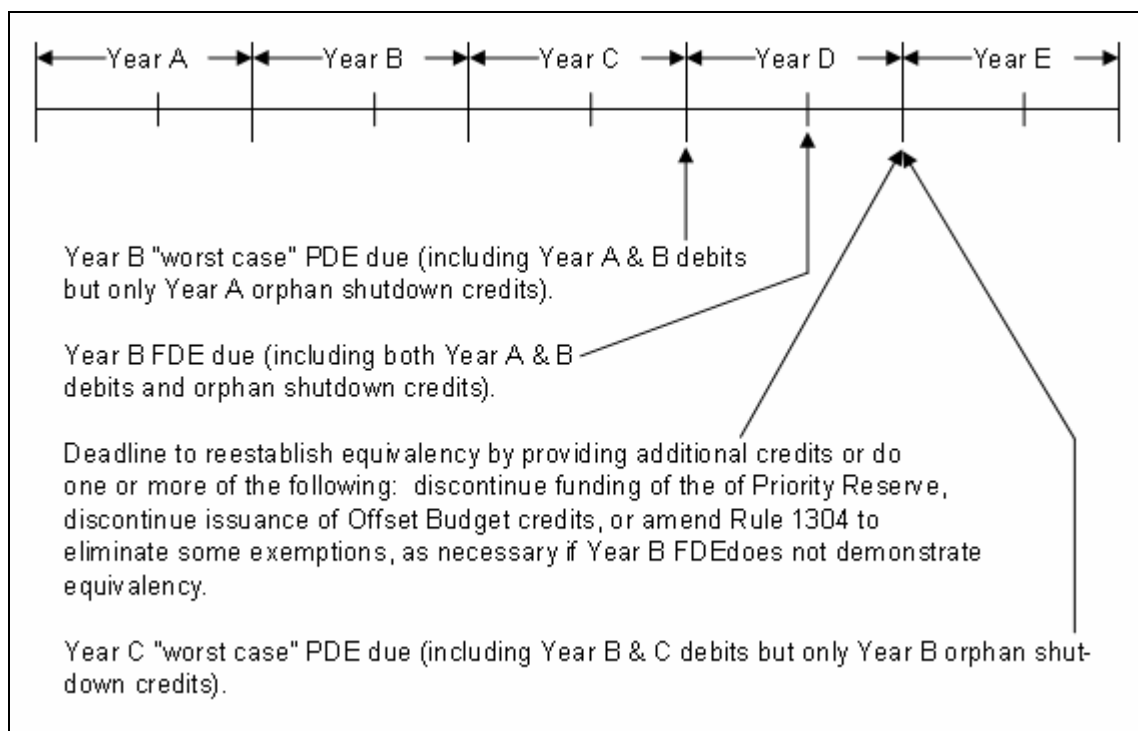 Year A Year B Year C Year D Year E
Year B "worst case" PDE due (including Year A & B debits
but only Year A orphan shutdown credits).
Year B FDE due (including both Year A & B
debits and orphan shutdown credits).
Deadline to reestablish equivalency by providing additional credits or do
one or more of the following: discontinue funding of the of Priority Reserve,
discontinue issuance of Offset Budget credits, or amend Rule 1304 to
eliminate some exemptions, as necessary if Year B FDEdoes not demonstrate
equivalency.
Year C "worst case" PDE due (including Year B & C debits but only Year B orphan shut-
down credits).